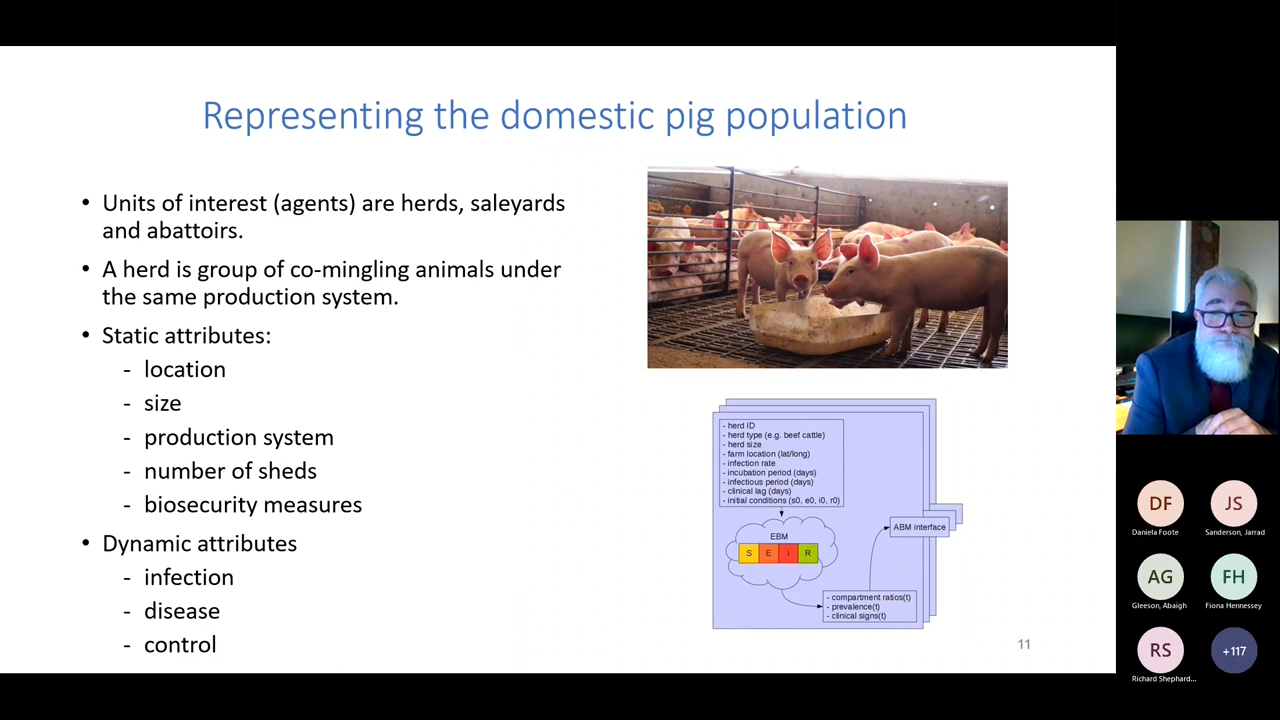 Representing the domestic pig population
• Units of interest (agents) are herds, saleyards
and abattoirs.
• A herd is group of co-mingling animals under
the same production system.
• Static attributes:
- location
- size
- production system
- number of sheds
- biosecurity measures
• Dynamic attributes
- infection
- disease
- control
- herd ID
- herd type (e.g. beef cattle)
- herd size
- farm location (lat/long)
- infection rate
- incubation period (days)
- infectious period (days)
- clinical lag (days)
- initial conditions (s0, e0, i0, r0)
EBM
S E I R
ABM interface
- compartment ratios(t)
- prevalence(t)
- clinical signs(t)
11
DF
Daniela Foote
JS
Sanderson, Jarrad
AG
Gleeson, Abaigh
FH
Fiona Hennessey
RS
Richard Shephard...
+117